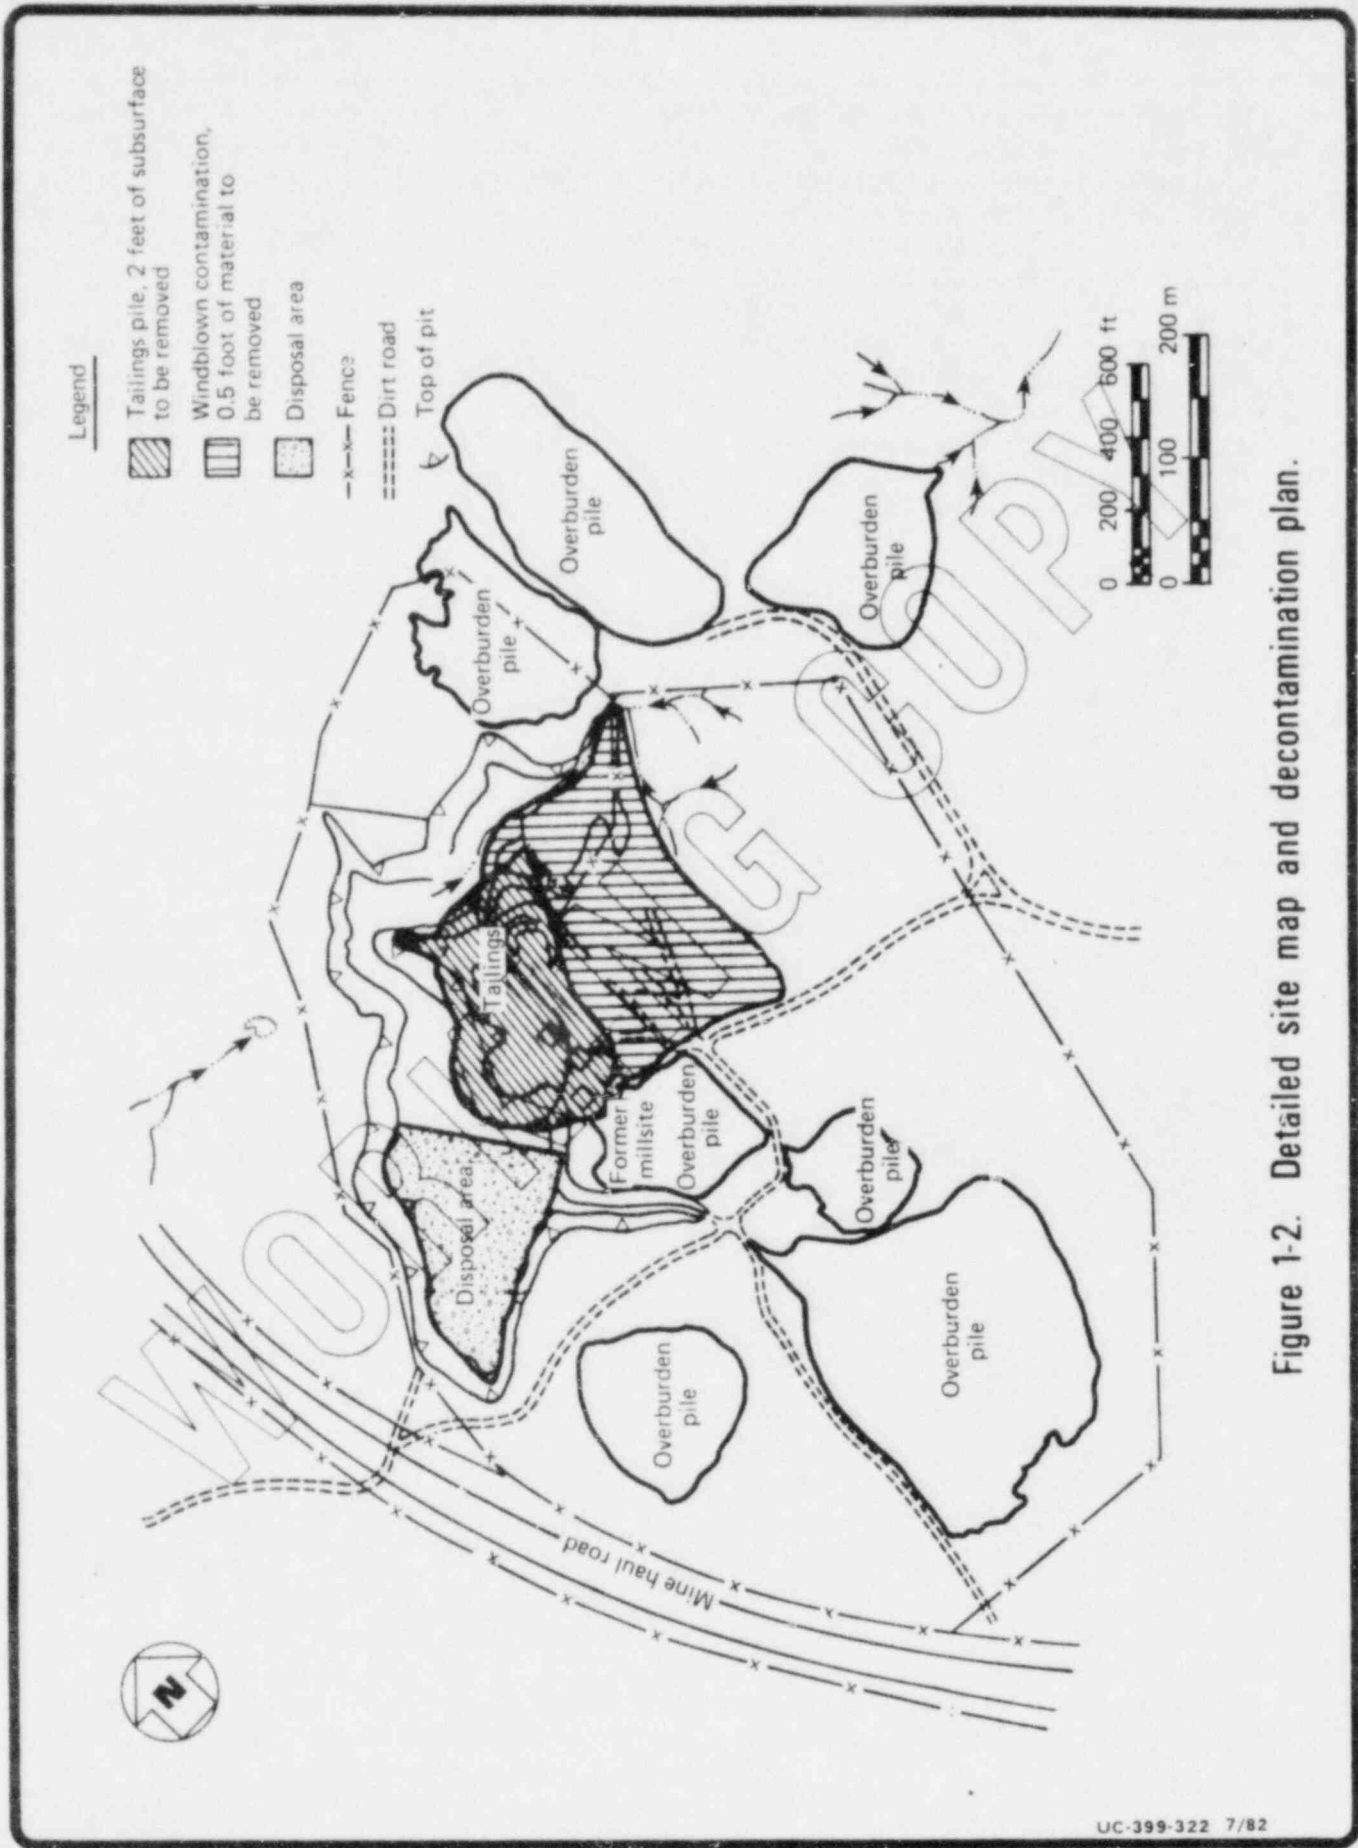 Legend
Tailings pile, 2 feet of subsurface
to be removed
Windblown contamination,
0.5 foot of material to
be removed
Disposal area
-x-x- Fence
===== Dirt road
Top of pit
N
Mine haul road
Disposal area
Tailings
Former
millsite
Overburden
pile
Overburden
pile
Overburden
pile
Overburden
pile
Overburden
pile
Overburden
pile
Overburden
pile
0 200 400 600 ft
0 100 200 m
Figure 1-2. Detailed site map and decontamination plan.
UC-399-322 7/82